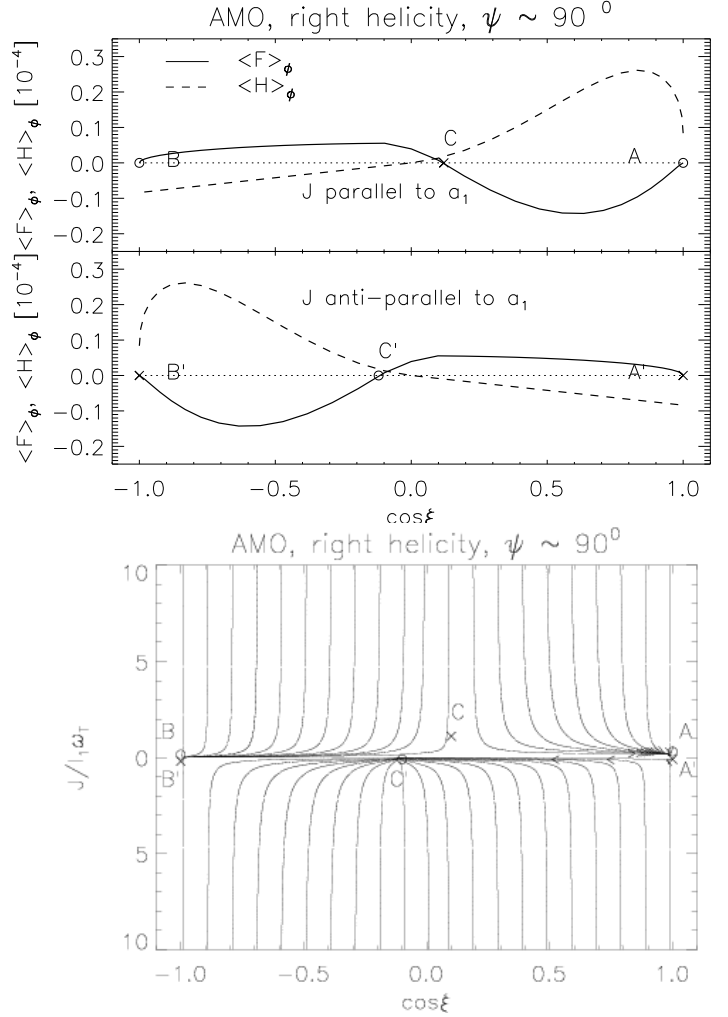 AMO, right helicity, ψ ~ 90 ⁰
<F>ϕ, <H>ϕ [10⁻⁴]
0.3
0.2
0.1
0.0
−0.1
−0.2
<F>ϕ
<H>ϕ
B
C
A
J parallel to a₁
<F>ϕ, <H>ϕ [10⁻⁴]
0.3
0.2
0.1
0.0
−0.1
−0.2
J anti-parallel to a₁
B'
C'
A'
−1.0 −0.5 0.0 0.5 1.0
cosξ
AMO, right helicity, ψ ~ 90⁰
J/I₁ω_T
10
5
0
5
10
B
C
A
B'
C'
A'
−1.0 −0.5 0.0 0.5 1.0
cosξ